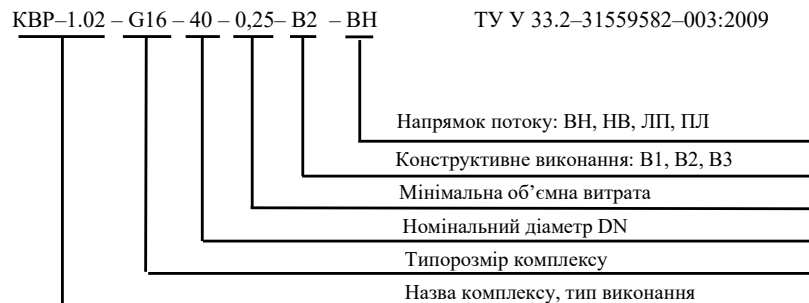 КВР–1.02 – G16 – 40 – 0,25– В2 – ВН ТУ У 33.2–31559582–003:2009
Напрямок потоку: ВН, НВ, ЛП, ПЛ
Конструктивне виконання: В1, В2, В3
Мінімальна об’ємна витрата
Номінальний діаметр DN
Типорозмір комплексу
Назва комплексу, тип виконання